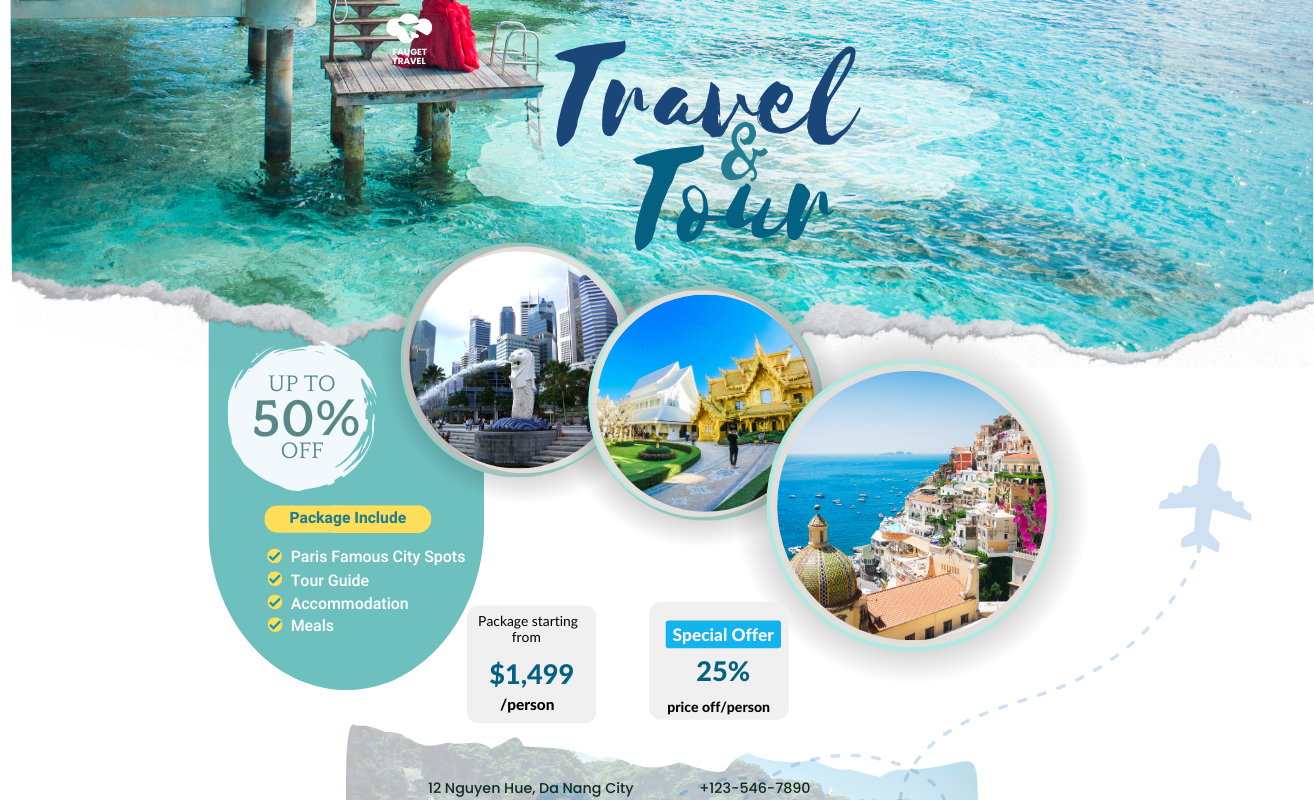 FAUGET
TRAVEL
Travel
&
Tour
UP TO
50%
OFF
Package Include
Paris Famous City Spots
Tour Guide
Accommodation
Meals
Package starting
from
$1,499
/person
Special Offer
25%
price off/person
12 Nguyen Hue, Da Nang City
+123-546-7890